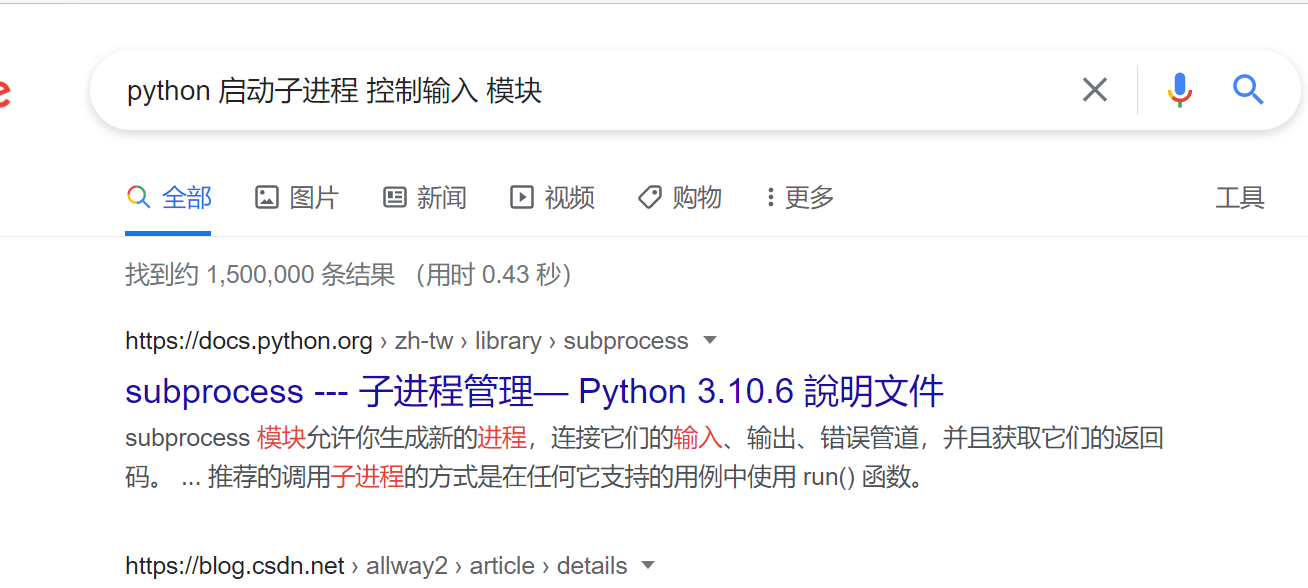 python 启动子进程 控制输入 模块
全部 图片 新闻 视频 购物 更多 工具
找到约 1,500,000 条结果 （用时 0.43 秒）
https://docs.python.org › zh-tw › library › subprocess
subprocess --- 子进程管理— Python 3.10.6 說明文件
subprocess 模块允许你生成新的进程，连接它们的输入、输出、错误管道，并且获取它们的返回
码。 ... 推荐的调用子进程的方式是在任何它支持的用例中使用 run() 函数。
https://blog.csdn.net › allway2 › article › details